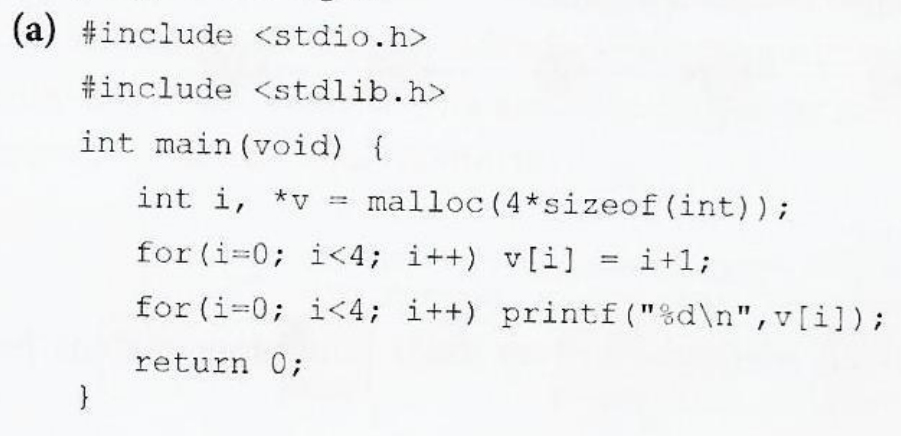 (a) #include <stdio.h>
#include <stdlib.h>
int main(void) {
int i, *v = malloc(4*sizeof(int));
for(i=0; i<4; i++) v[i] = i+1;
for(i=0; i<4; i++) printf("%d\n",v[i]);
return 0;
}